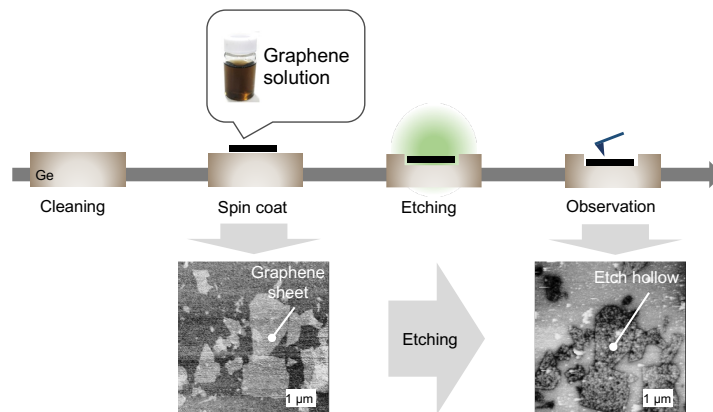 Graphene
solution
Ge
Cleaning
Spin coat
Etching
Observation
Graphene
sheet
1 μm
Etching
Etch hollow
1 μm